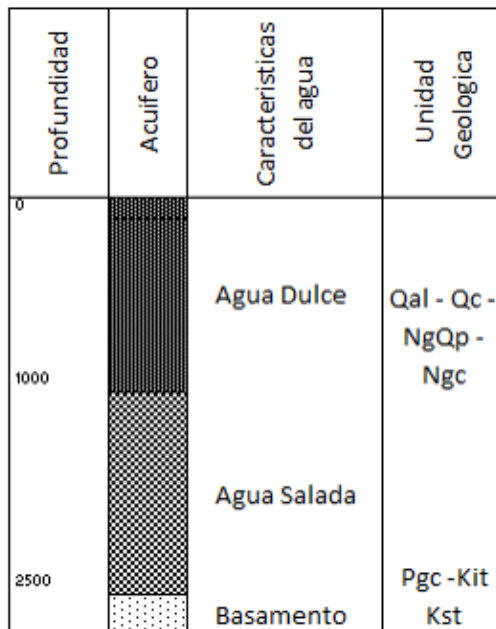 Profundidad
Acuifero
Caracteristicas
del agua
Unidad
Geologica
0
Agua Dulce
Qal - Qc -
NgQp -
Ngc
1000
Agua Salada
2500
Pgc -Kit
Basamento
Kst